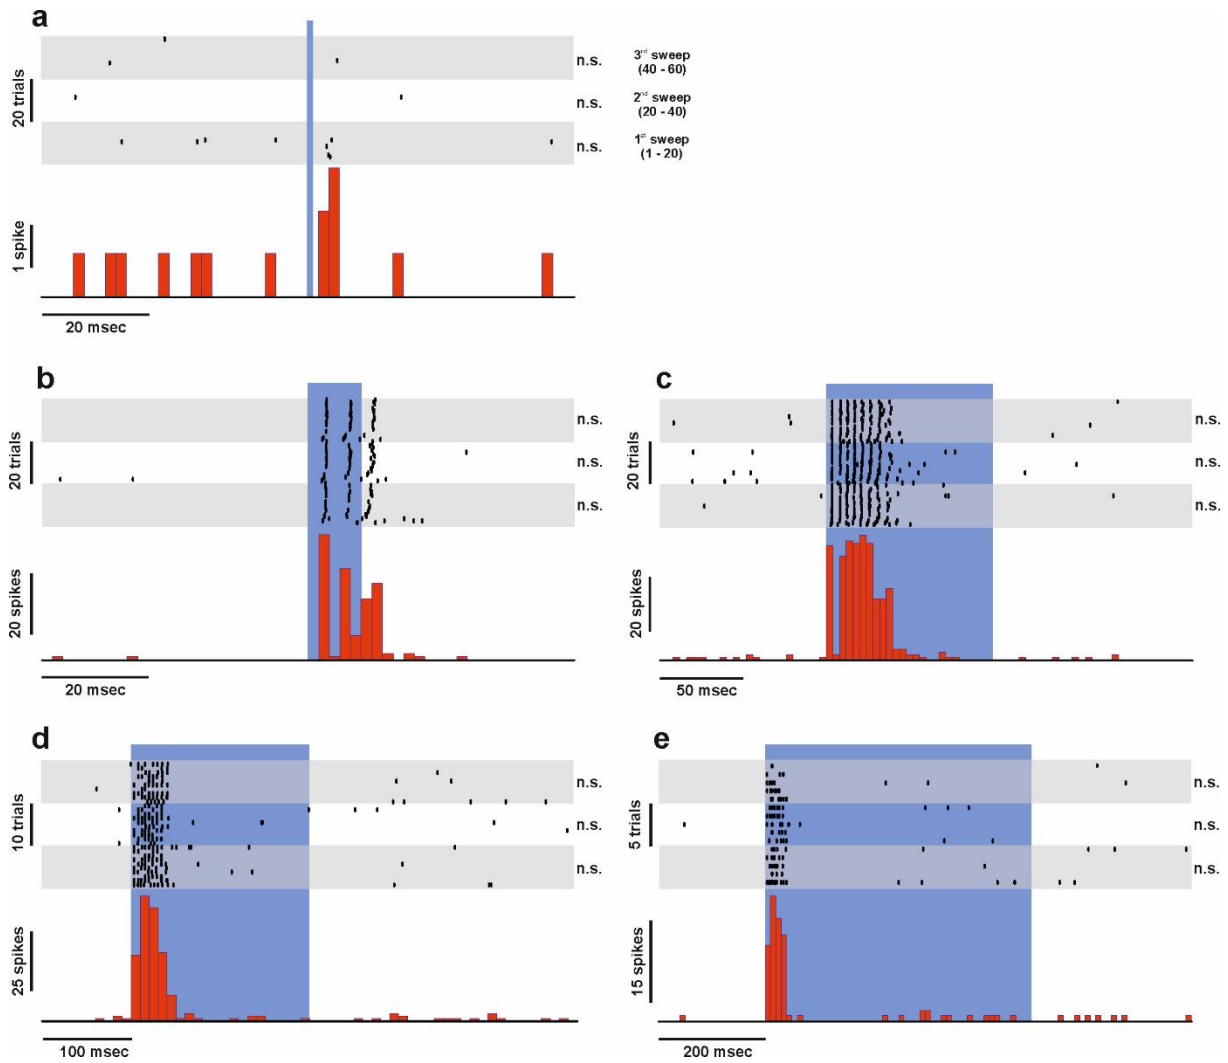 a
20 trials
n.s.
n.s.
n.s.
3rd sweep
(40 - 60)
2nd sweep
(20 - 40)
1st sweep
(1 - 20)
1 spike
20 msec
b
20 trials
n.s.
n.s.
n.s.
20 spikes
20 msec
c
20 trials
n.s.
n.s.
n.s.
20 spikes
50 msec
d
10 trials
n.s.
n.s.
n.s.
25 spikes
100 msec
e
5 trials
n.s.
n.s.
n.s.
15 spikes
200 msec